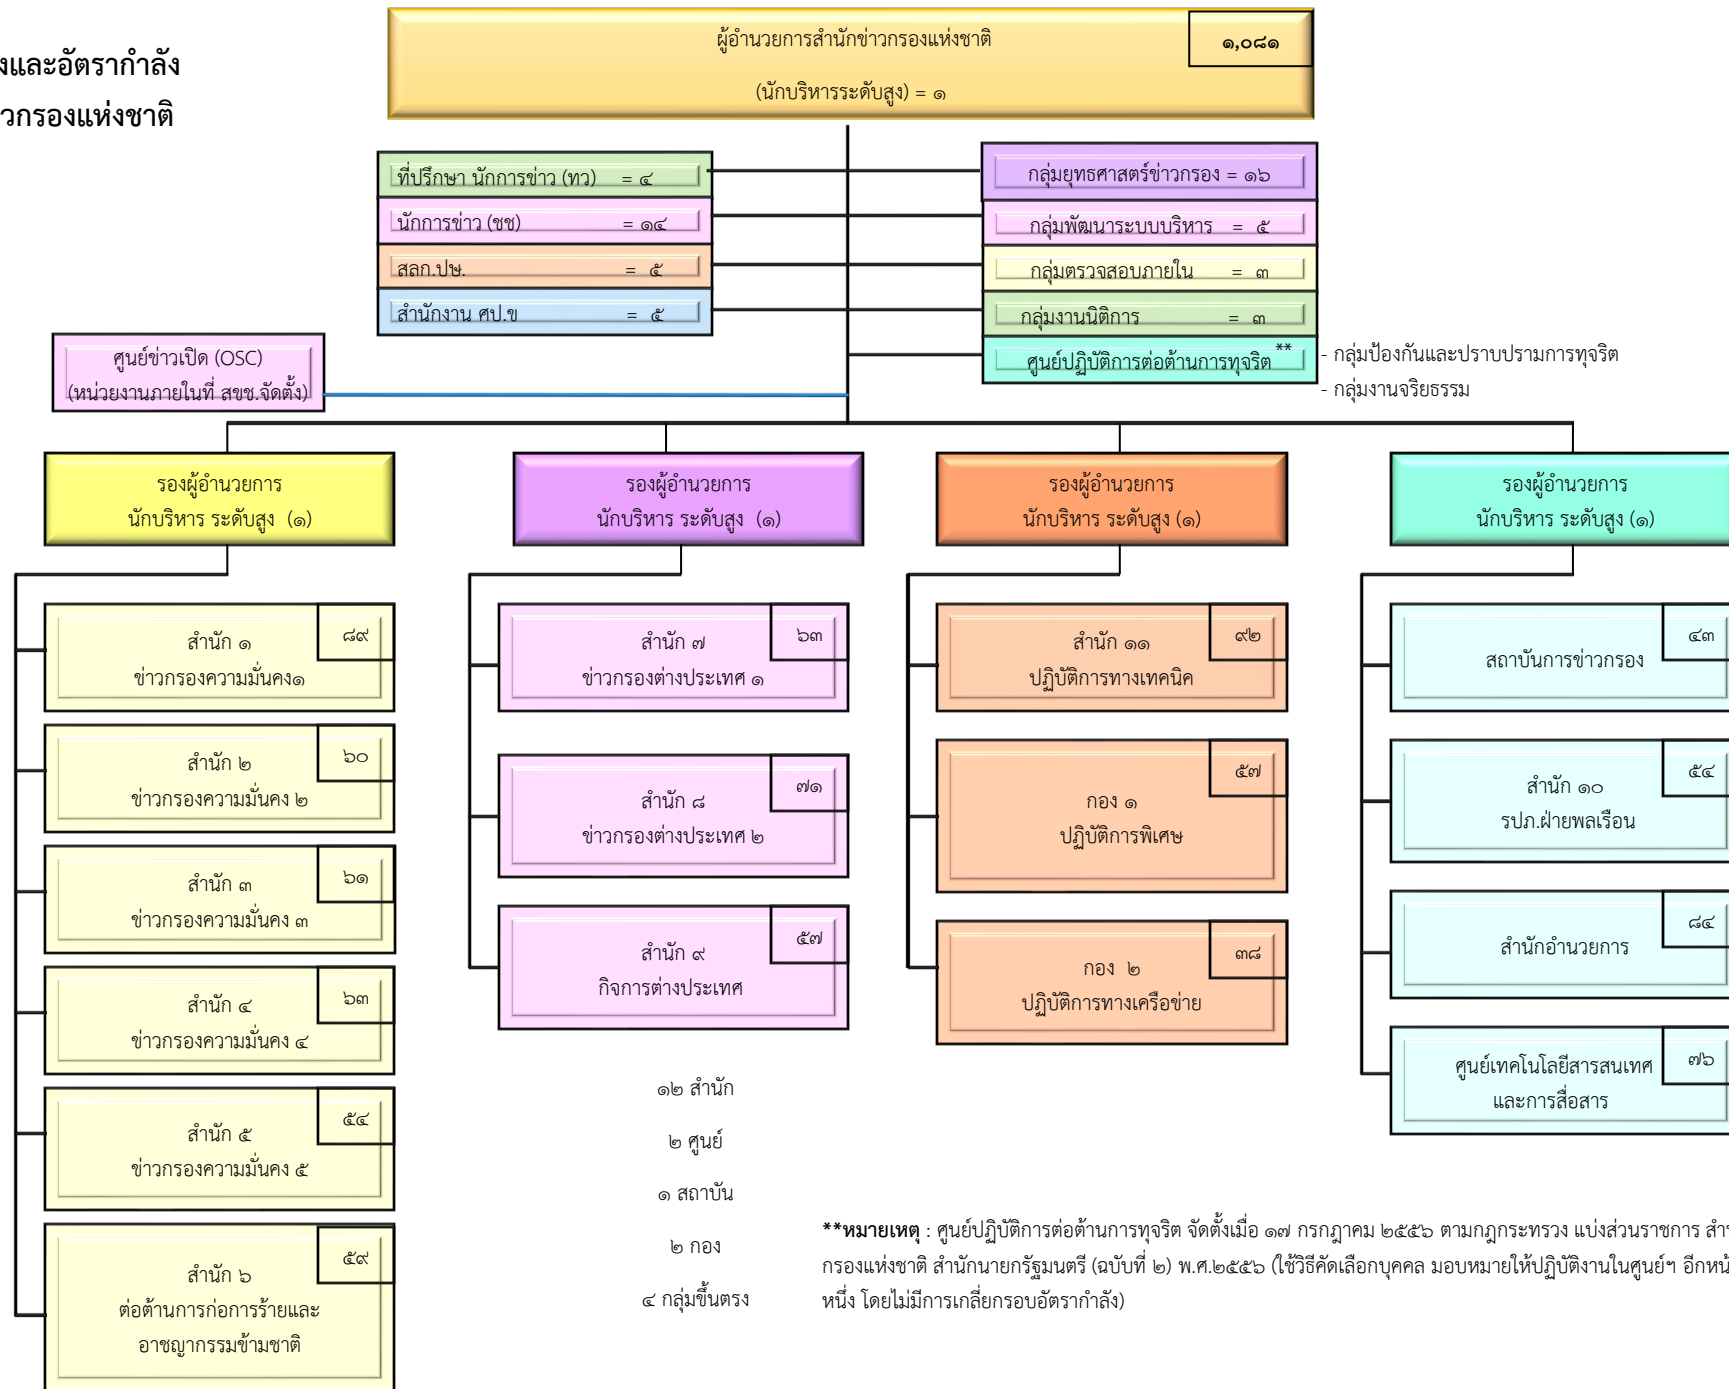 ผู้อำนวยการสำนักข่าวกรองแห่งชาติ
(นักบริหารระดับสูง) = ๑
๑,๐๘๑
งและอัตรากำลัง
าวกรองแห่งชาติ
ที่ปรึกษา นักการข่าว (ทว) = ๔
นักการข่าว (ชช) = ๑๔
สลก.ปษ. = ๕
สำนักงาน ศป.ข = ๕
กลุ่มยุทธศาสตร์ข่าวกรอง = ๑๖
กลุ่มพัฒนาระบบบริหาร = ๕
กลุ่มตรวจสอบภายใน = ๓
กลุ่มงานนิติการ = ๓
ศูนย์ปฏิบัติการต่อต้านการทุจริต **
- กลุ่มป้องกันและปราบปรามการทุจริต
- กลุ่มงานจริยธรรม
ศูนย์ข่าวเปิด (OSC)
(หน่วยงานภายในที่ สขช.จัดตั้ง)
รองผู้อำนวยการ
นักบริหาร ระดับสูง (๑)
รองผู้อำนวยการ
นักบริหาร ระดับสูง (๑)
รองผู้อำนวยการ
นักบริหาร ระดับสูง (๑)
รองผู้อำนวยการ
นักบริหาร ระดับสูง (๑)
สำนัก ๑
ข่าวกรองความมั่นคง๑
๘๙
สำนัก ๒
ข่าวกรองความมั่นคง ๒
๖๐
สำนัก ๓
ข่าวกรองความมั่นคง ๓
๖๑
สำนัก ๔
ข่าวกรองความมั่นคง ๔
๖๓
สำนัก ๕
ข่าวกรองความมั่นคง ๕
๕๔
สำนัก ๖
ต่อต้านการก่อการร้ายและ
อาชญากรรมข้ามชาติ
๕๙
สำนัก ๗
ข่าวกรองต่างประเทศ ๑
๖๓
สำนัก ๘
ข่าวกรองต่างประเทศ ๒
๗๑
สำนัก ๙
กิจการต่างประเทศ
๕๗
สำนัก ๑๑
ปฏิบัติการทางเทคนิค
๙๒
กอง ๑
ปฏิบัติการพิเศษ
๕๗
กอง ๒
ปฏิบัติการทางเครือข่าย
๓๘
สถาบันการข่าวกรอง
๔๓
สำนัก ๑๐
รปภ.ฝ่ายพลเรือน
๕๔
สำนักอำนวยการ
๘๔
ศูนย์เทคโนโลยีสารสนเทศ
และการสื่อสาร
๗๖
๑๒ สำนัก
๒ ศูนย์
๑ สถาบัน
๒ กอง
๔ กลุ่มขึ้นตรง
**หมายเหตุ : ศูนย์ปฏิบัติการต่อต้านการทุจริต จัดตั้งเมื่อ ๑๗ กรกฎาคม ๒๕๕๖ ตามกฎกระทรวง แบ่งส่วนราชการ สำน
กรองแห่งชาติ สำนักนายกรัฐมนตรี (ฉบับที่ ๒) พ.ศ.๒๕๕๖ (ใช้วิธีคัดเลือกบุคคล มอบหมายให้ปฏิบัติงานในศูนย์ฯ อีกหน้
หนึ่ง โดยไม่มีการเกลี่ยกรอบอัตรากำลัง)